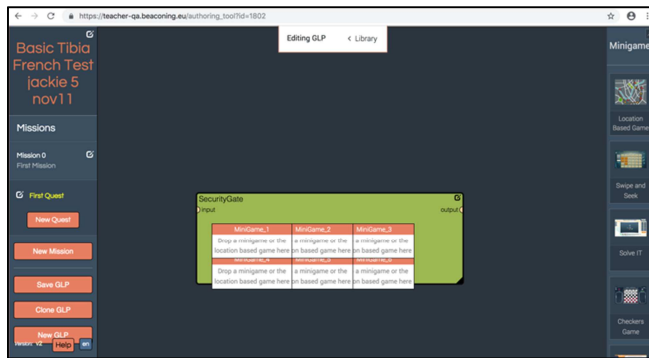 https://teacher-qa.beaconing.eu/authoring_tool?id=1802
Editing GLP < Library
Basic Tibia
French Test
jackie 5
nov11
Missions
Mission 0
First Mission
First Quest
New Quest
New Mission
Save GLP
Clone GLP
New GLP
Version v2 Help en
SecurityGate
input output
MiniGame_1 MiniGame_2 MiniGame_3
Drop a minigame or the a minigame or the a minigame or the
location based game here on based game here on based game here
MiniGame_4 MiniGame_5 MiniGame_6
Drop a minigame or the a minigame or the a minigame or the
location based game here on based game here on based game here
Minigame
Location
Based Game
Swipe and
Seek
Solve IT
Checkers
Game